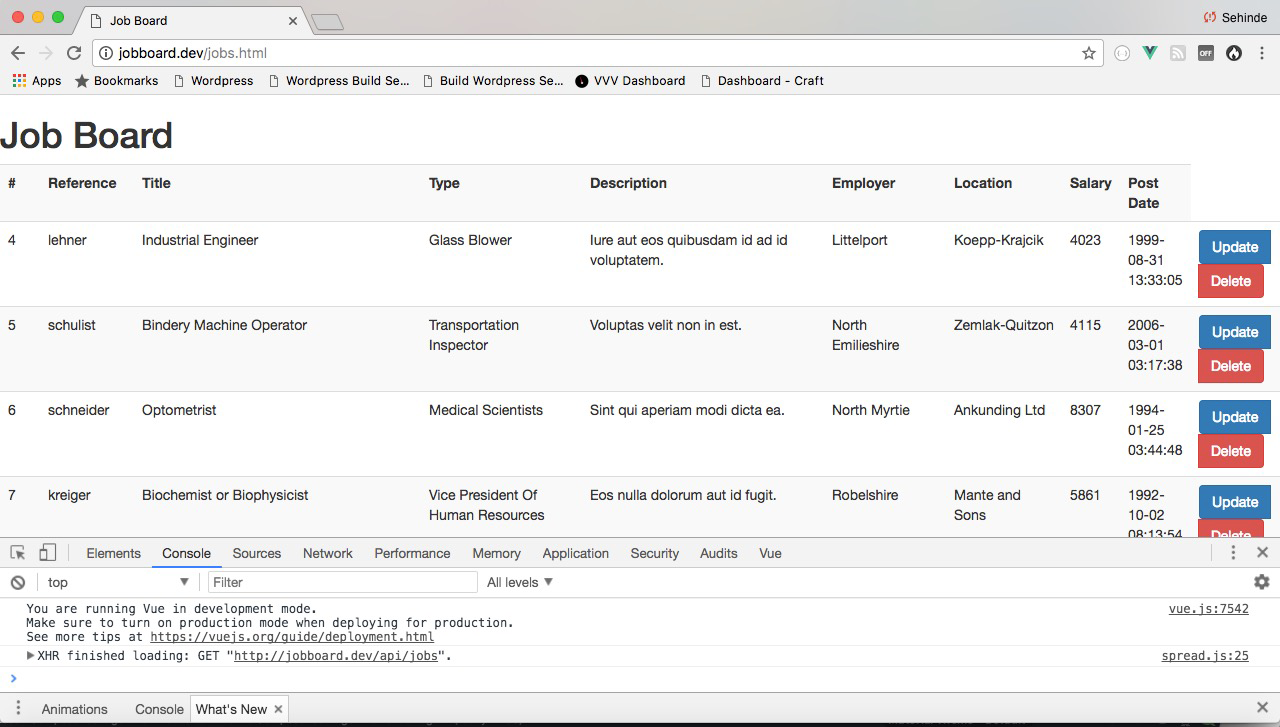 Job Board
Sehinde
jobboard.dev/jobs.html
OFF
Apps Bookmarks Wordpress Wordpress Build Se... Build Wordpress Se... VVV Dashboard Dashboard - Craft
Job Board
# Reference Title Type Description Employer Location Salary Post
Date
4 lehner Industrial Engineer Glass Blower Iure aut eos quibusdam id ad id Littelport Koepp-Krajcik 4023 1999- Update
voluptatem. 08-31
13:33:05 Delete
5 schulist Bindery Machine Operator Transportation Voluptas velit non in est. North Zemlak-Quitzon 4115 2006- Update
Inspector Emilieshire 03-01
03:17:38 Delete
6 schneider Optometrist Medical Scientists Sint qui aperiam modi dicta ea. North Myrtie Ankunding Ltd 8307 1994- Update
01-25
03:44:48 Delete
7 kreiger Biochemist or Biophysicist Vice President Of Eos nulla dolorum aut id fugit. Robelshire Mante and 5861 1992- Update
Human Resources Sons 10-02
08:13:54 Delete
Elements Console Sources Network Performance Memory Application Security Audits Vue
top Filter All levels
You are running Vue in development mode. vue.js:7542
Make sure to turn on production mode when deploying for production.
See more tips at https://vuejs.org/guide/deployment.html
XHR finished loading: GET "http://jobboard.dev/api/jobs". spread.js:25
Animations Console What's New